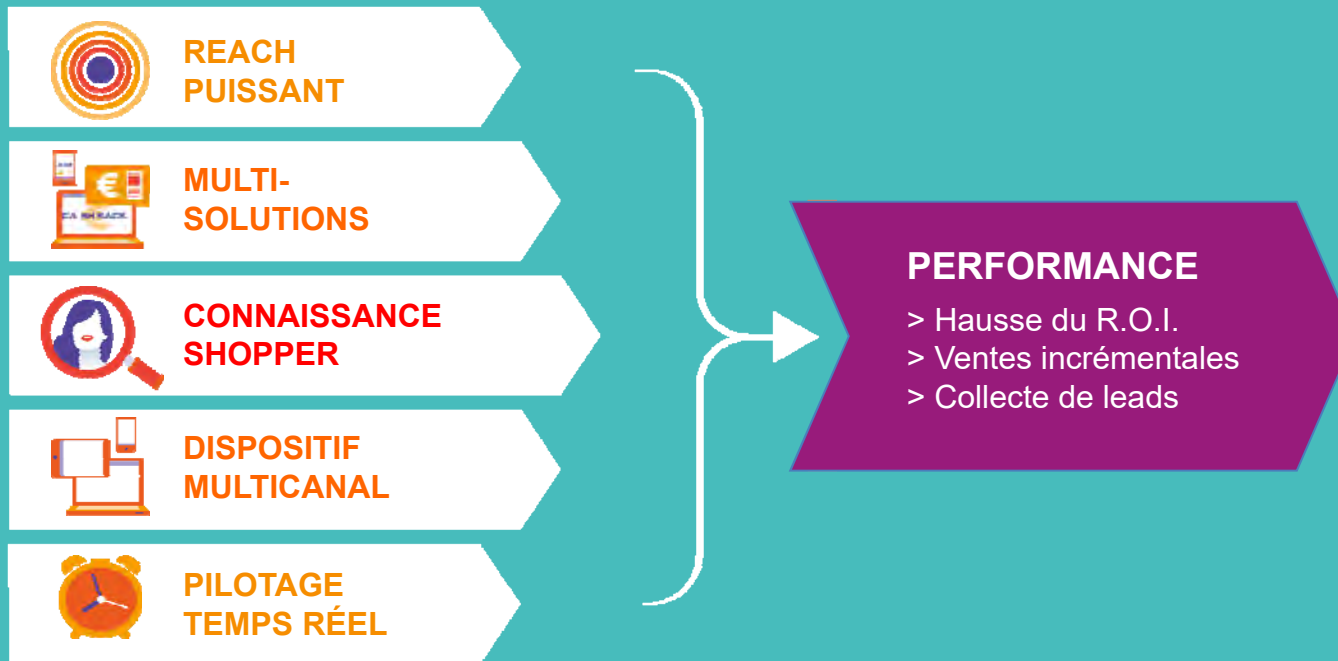 REACH
PUISSANT
€
CASHBACK
MULTI-
SOLUTIONS
CONNAISSANCE
SHOPPER
DISPOSITIF
MULTICANAL
PILOTAGE
TEMPS RÉEL
PERFORMANCE
> Hausse du R.O.I.
> Ventes incrémentales
> Collecte de leads